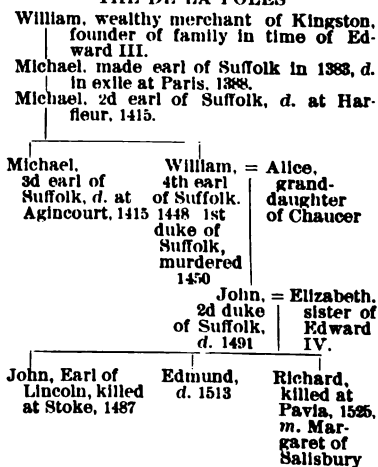 THE DE LA POLES
William, wealthy merchant of Kingston,
founder of family in time of Ed-
ward III.
Michael, made earl of Suffolk in 1383, d.
in exile at Paris, 1388.
Michael, 2d earl of Suffolk, d. at Har-
fleur, 1415.
Michael,
3d earl of
Suffolk, d. at
Agincourt, 1415
William, = Alice,
4th earl
of Suffolk.
1448 1st
duke of
Suffolk,
murdered
1450
grand-
daughter
of Chaucer
John, = Elizabeth.
2d duke
of Suffolk,
d. 1491
sister of
Edward
IV.
John, Earl of
Lincoln, killed
at Stoke, 1487
Edmund,
d. 1513
Richard,
killed at
Pavia, 1525,
m. Mar-
garet of
Salisbury